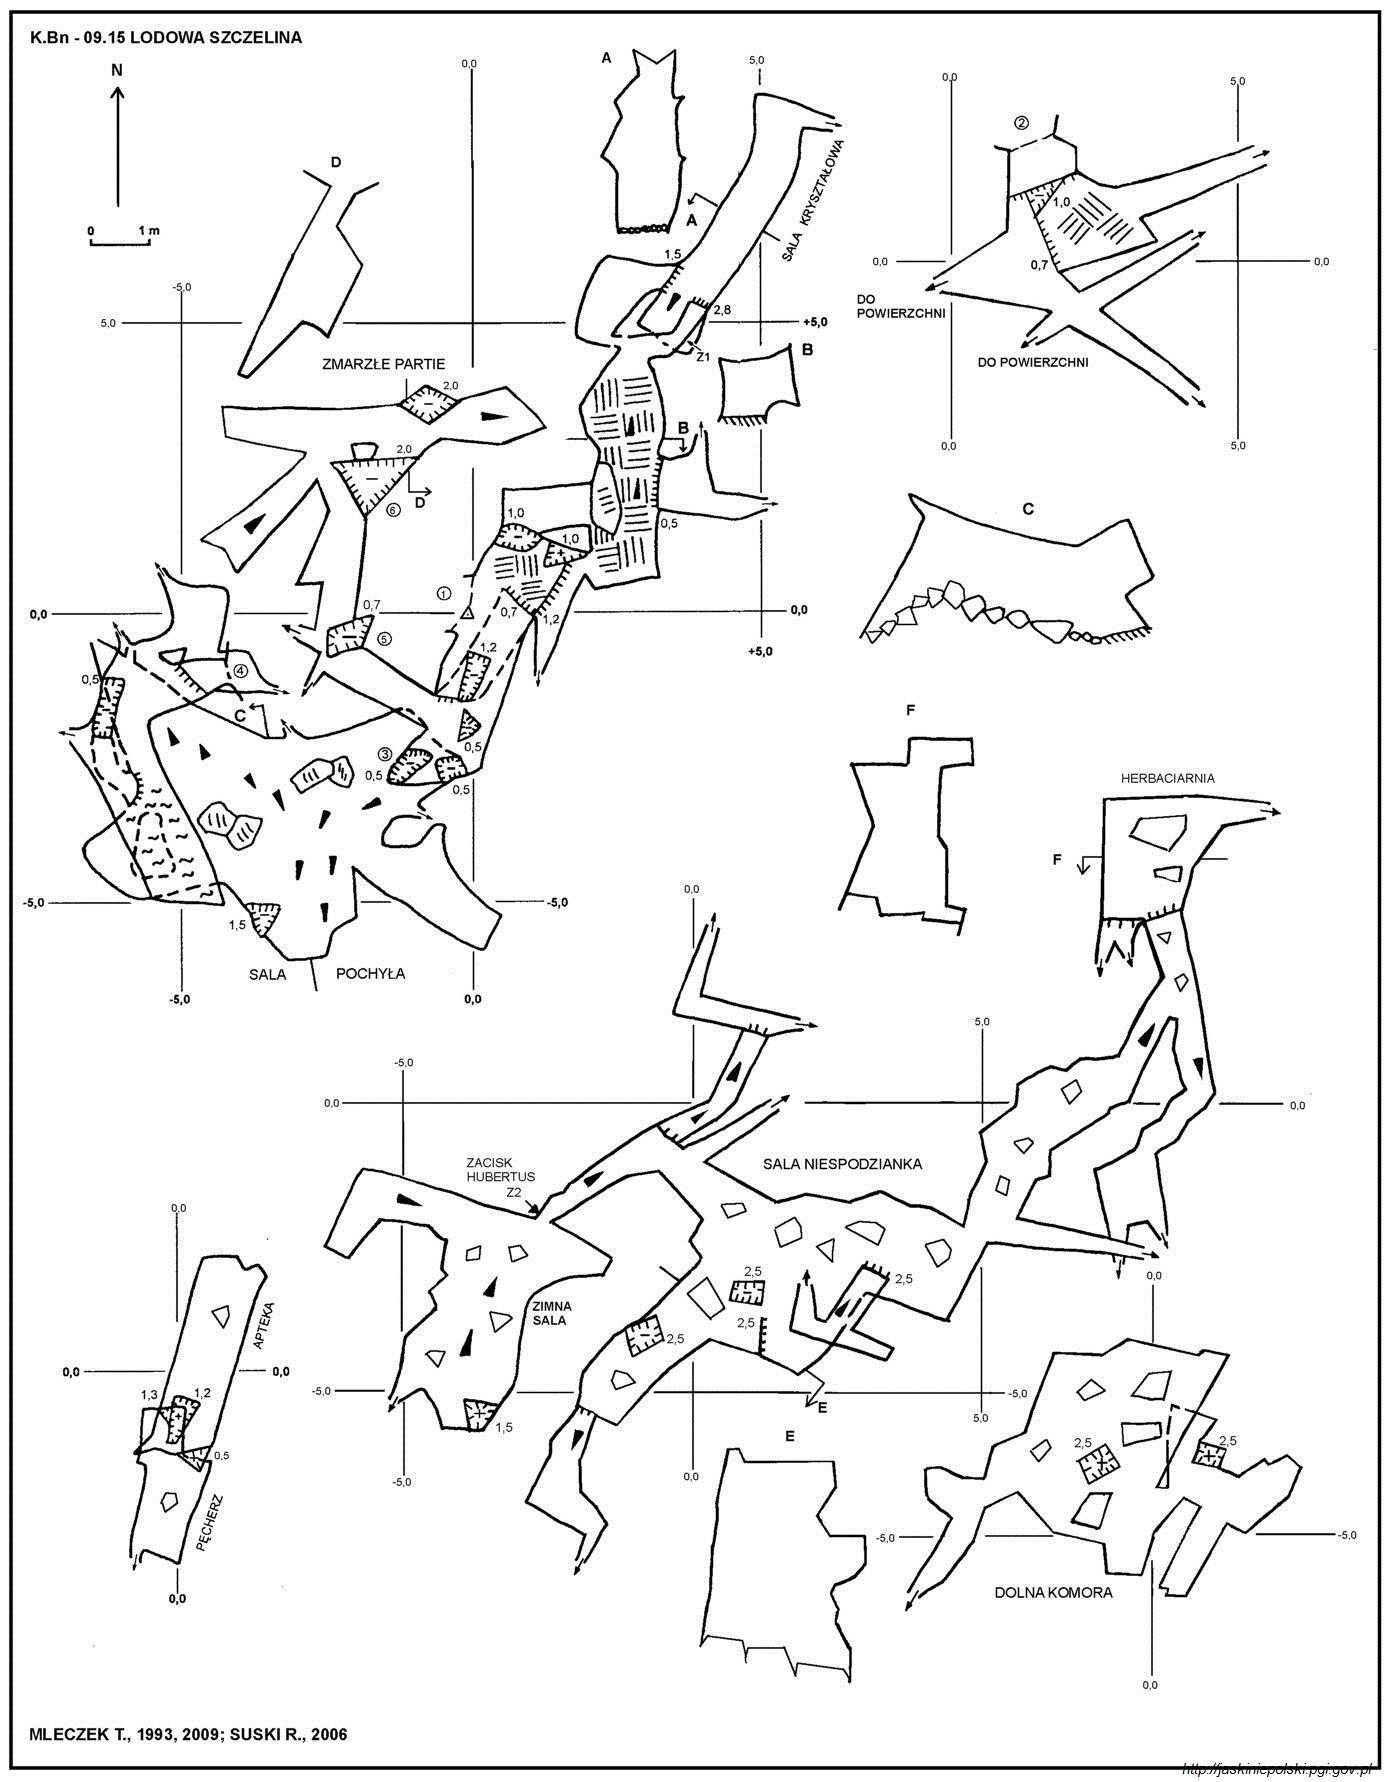 K.Bn - 09.15 LODOWA SZCZELINA
N
0 1 m
D
0,0
A
5,0
A
SALA KRYSZTAŁOWA
1,5
2,8
Z1
-5,0
5,0
+5,0
B
B
ZMARZŁE PARTIE
2,0
2,0
6
D
0,5
1,0
1,0
1
0,7
1,2
1,2
0,0
0,0
+5,0
0,7
5
4
0,5
C
3
0,5
0,5
0,5
-5,0
-5,0
1,5
SALA POCHYŁA
-5,0
0,0
0,0
5,0
2
1,0
0,7
0,0
0,0
DO
POWIERZCHNI
DO POWIERZCHNI
0,0
5,0
C
F
HERBACIARNIA
F
0,0
5,0
-5,0
0,0
0,0
ZACISK
HUBERTUS
Z2
SALA NIESPODZIANKA
2,5
2,5
2,5
2,5
ZIMNA
SALA
-5,0
-5,0
1,5
E
5,0
-5,0
0,0
E
0,0
APTEKA
0,0
0,0
1,3
1,2
0,5
PĘCHERZ
0,0
0,0
2,5
2,5
-5,0
-5,0
DOLNA KOMORA
0,0
MLECZEK T., 1993, 2009; SUSKI R., 2006
http://jaskiniepolski.pgi.gov.pl